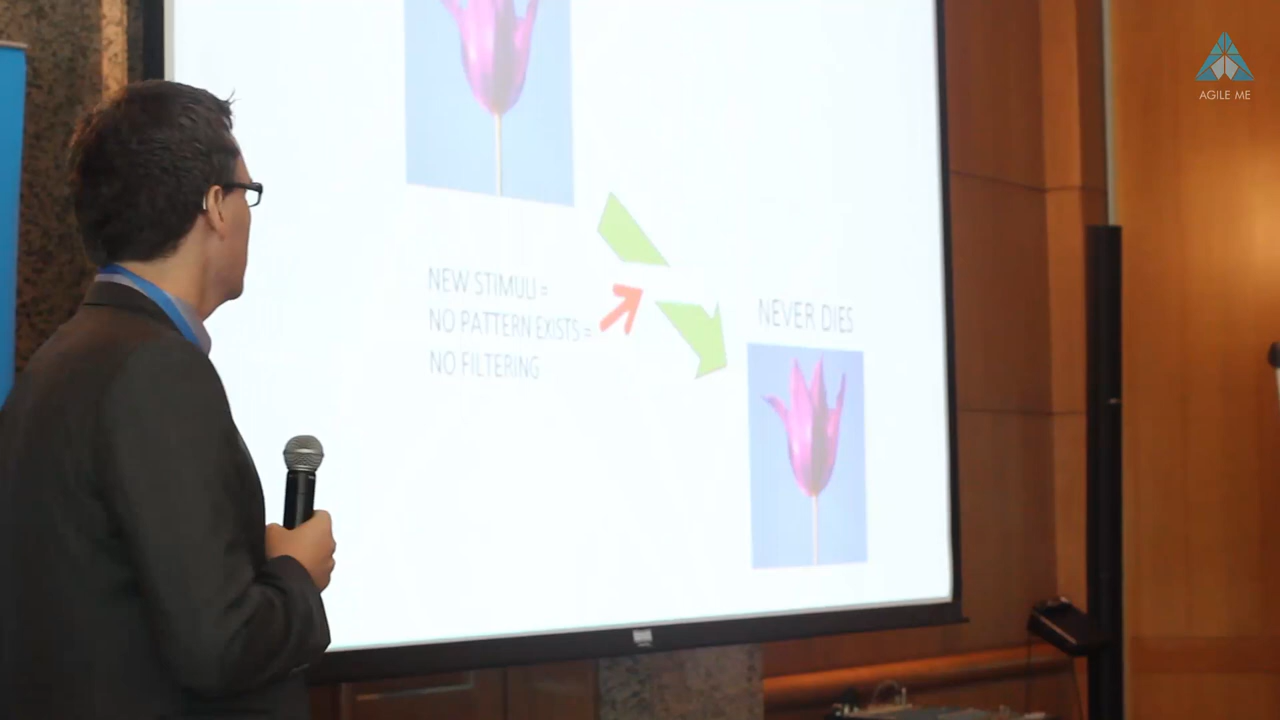 AGILE ME
NEW STIMULI =
NO PATTERN EXISTS =
NO FILTERING
NEVER DIES